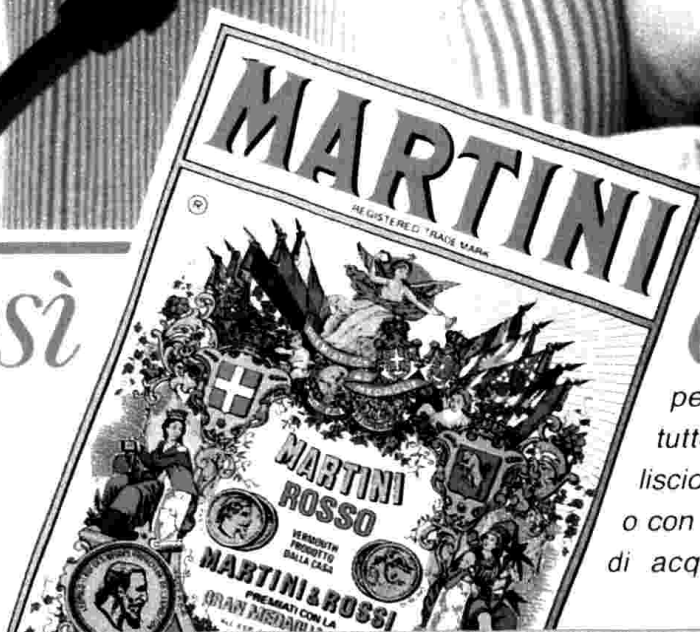 MARTINI
REGISTERED TRADE MARK
®
MARTINI
ROSSO
VERMOUTH
PRODOTTO
DALLA CASA
MARTINI & ROSSI
PREMIATI CON LA
GRAN MEDAGLI
sì
pe
tutt
liscio
o con
di acq